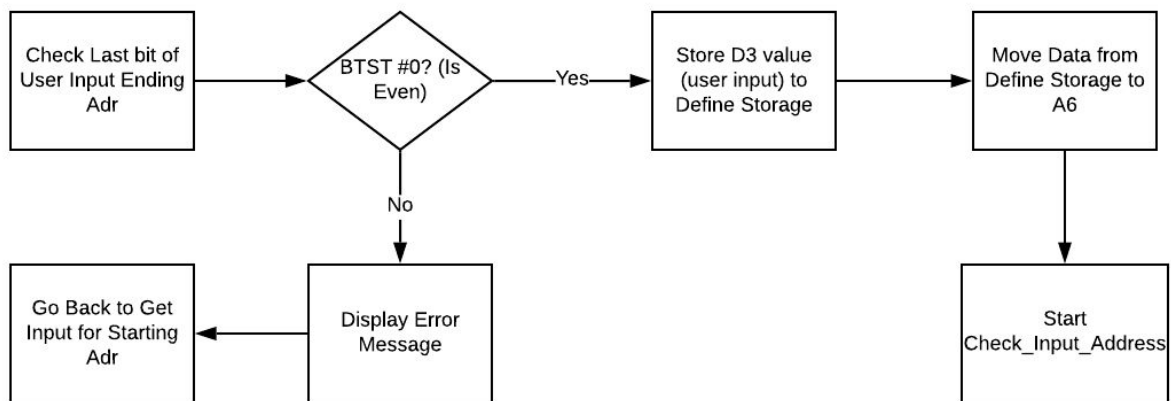 Check Last bit of
User Input Ending
Adr
BTST #0? (Is
Even)
Yes
Store D3 value
(user input) to
Define Storage
Move Data from
Define Storage to
A6
No
Go Back to Get
Input for Starting
Adr
Display Error
Message
Start
Check_Input_Address